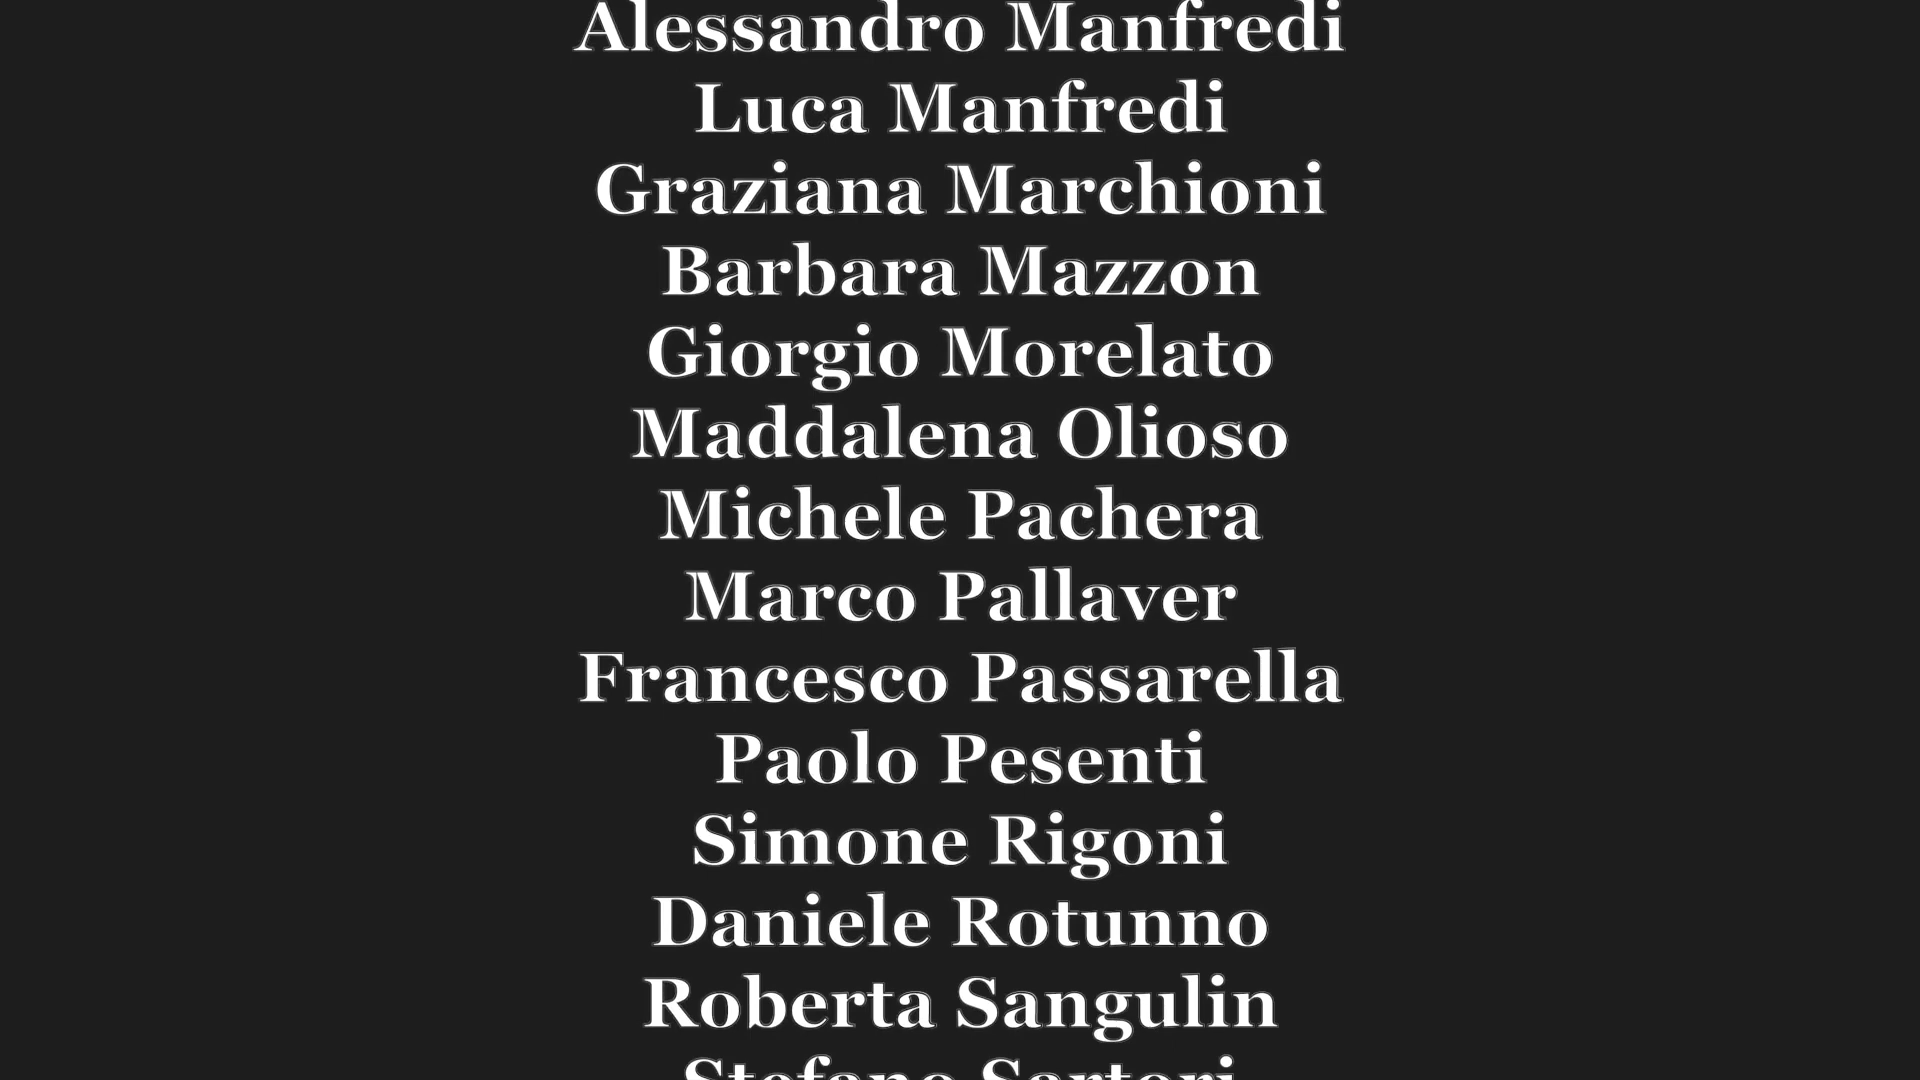 Alessandro Manfredi
Luca Manfredi
Graziana Marchioni
Barbara Mazzon
Giorgio Morelato
Maddalena Olioso
Michele Pachera
Marco Pallaver
Francesco Passarella
Paolo Pesenti
Simone Rigoni
Daniele Rotunno
Roberta Sangulin
Stefano Sartori